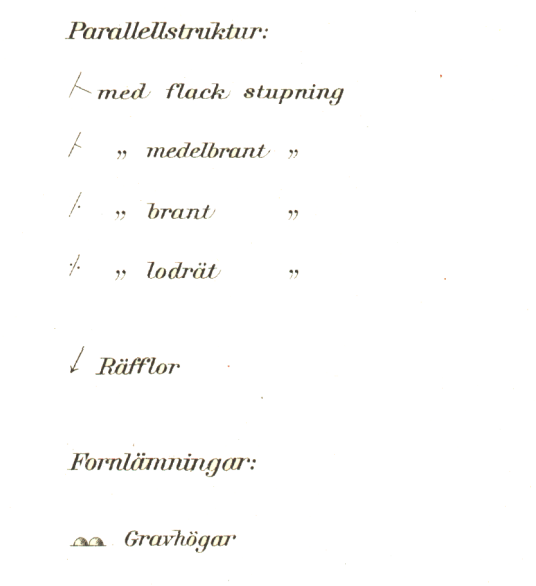 Parallellstruktur:
med flack stupning
„ medelbrant „
„ brant „
„ lodrät „
Räfflor
Fornlämningar:
Gravhögar